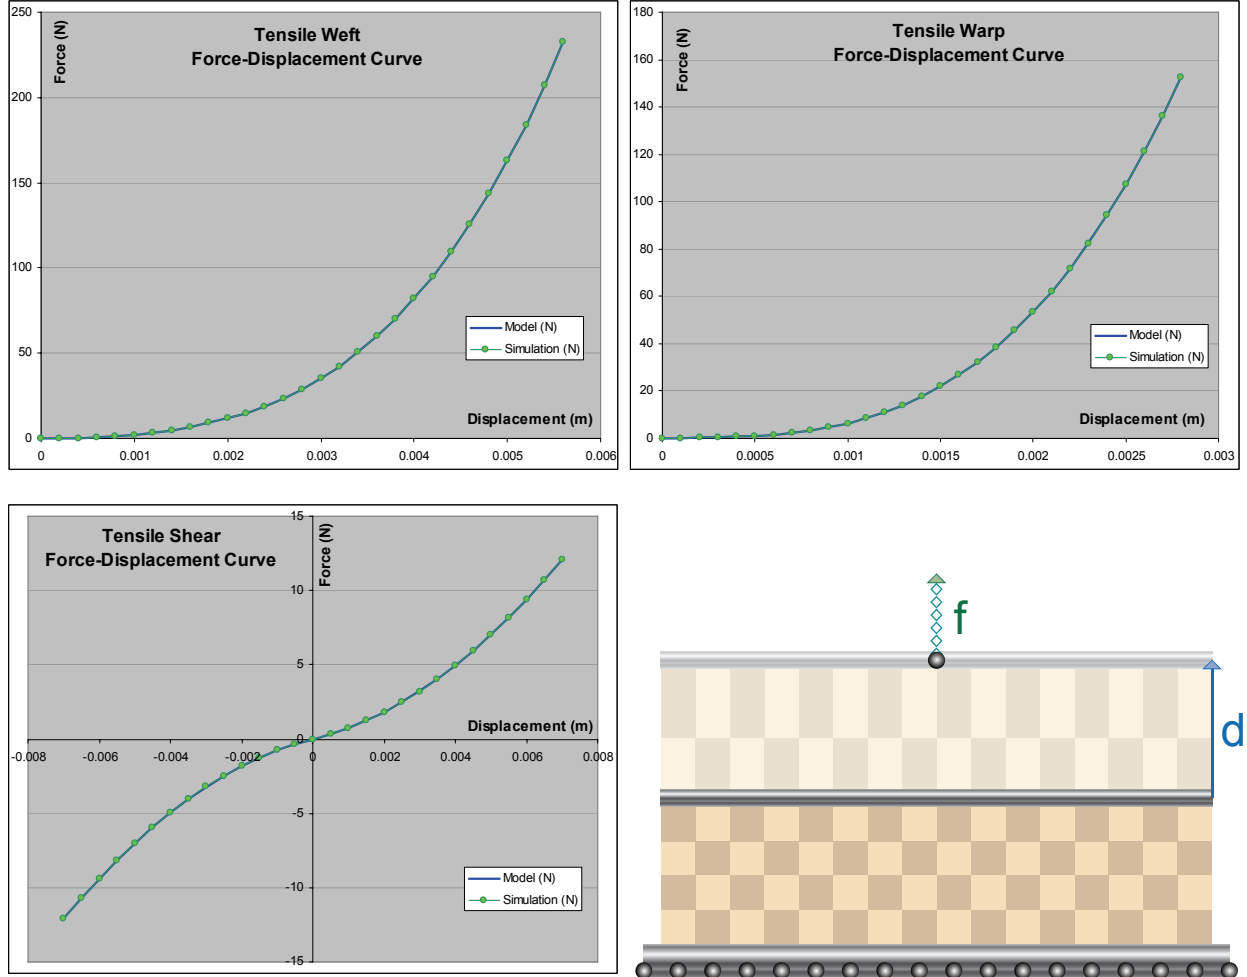 Tensile Weft
Force-Displacement Curve
Force (N)
250
200
150
100
50
0
0 0.001 0.002 0.003 0.004 0.005 0.006
Displacement (m)
Model (N)
Simulation (N)
Tensile Warp
Force-Displacement Curve
Force (N)
180
160
140
120
100
80
60
40
20
0
0 0.0005 0.001 0.0015 0.002 0.0025 0.003
Displacement (m)
Model (N)
Simulation (N)
Tensile Shear
Force-Displacement Curve
Force (N)
15
10
5
0
-5
-10
-15
-0.008 -0.006 -0.004 -0.002 0 0.002 0.004 0.006 0.008
Displacement (m)
Model (N)
Simulation (N)
f
d